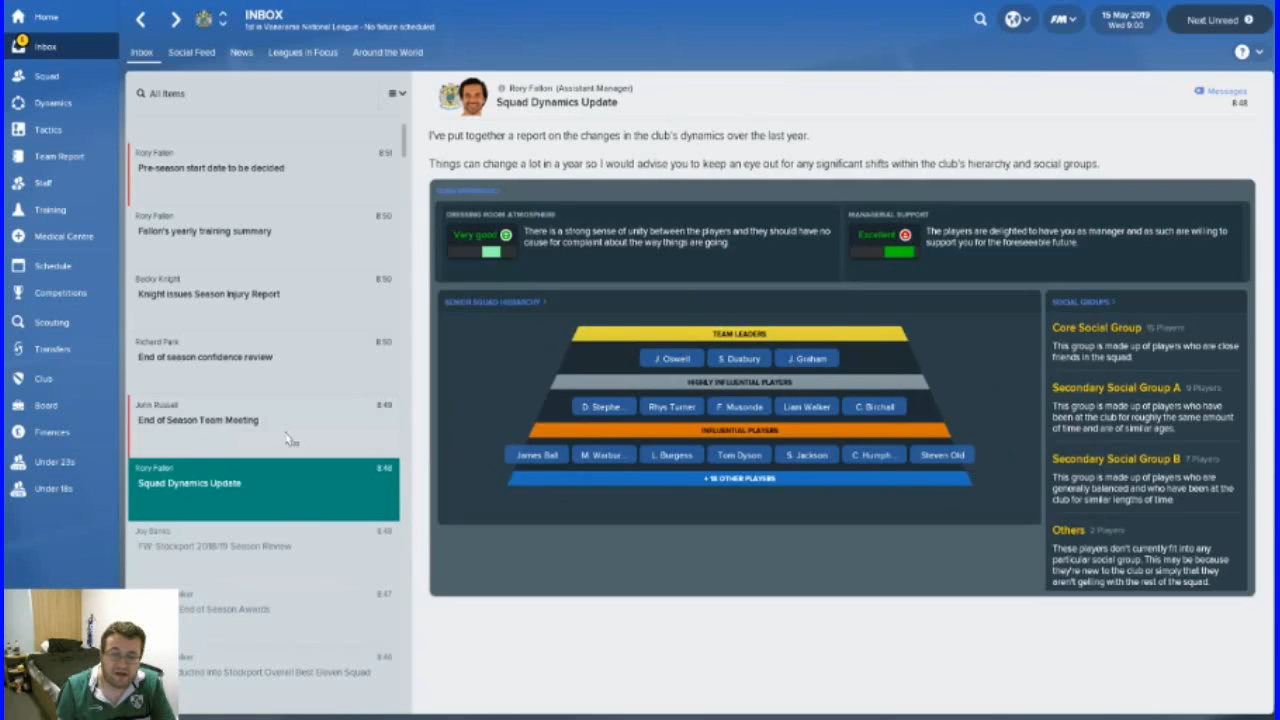 Home
Inbox
Squad
Dynamics
Tactics
Team Report
Staff
Training
Medical Centre
Schedule
Competitions
Scouting
Transfers
Club
Board
Finances
Under 23s
Under 18s
INBOX
1st in Vanarama National League - No fixture scheduled
FM
15 May 2019
Wed 9:00
Next Unread
Inbox
Social Feed
News
Leagues in Focus
Around the World
?
All Items
Rory Fallon 8:51
Pre-season start date to be decided
Rory Fallon 8:50
Fallon's yearly training summary
Becky Knight 8:50
Knight issues Season Injury Report
Richard Park 8:50
End of season confidence review
John Russell 8:49
End of Season Team Meeting
Rory Fallon 8:48
Squad Dynamics Update
Joy Banks 8:48
FW: Stockport 2018/19 Season Review
8:47
End of Season Awards
8:46
ducted into Stockport Overall Best Eleven Squad
Rory Fallon (Assistant Manager)
Squad Dynamics Update
Messages
8:48
I've put together a report on the changes in the club's dynamics over the last year.
Things can change a lot in a year so I would advise you to keep an eye out for any significant shifts within the club's hierarchy and social groups.
DRESSING ROOM ATMOSPHERE
Very good
There is a strong sense of unity between the players and they should have no
cause for complaint about the way things are going.
MANAGERIAL SUPPORT
Excellent
The players are delighted to have you as manager and as such are willing to
support you for the foreseeable future.
SENIOR SQUAD HIERARCHY
TEAM LEADERS
J. Oswell
S. Duxbury
J. Graham
HIGHLY INFLUENTIAL PLAYERS
D. Stephe...
Rhys Turner
F. Musonda
Liam Walker
C. Birchall
INFLUENTIAL PLAYERS
James Ball
M. Warbur...
L. Burgess
Tom Dyson
S. Jackson
C. Humph...
Steven Old
+ 18 OTHER PLAYERS
SOCIAL GROUPS
Core Social Group 15 Players
This group is made up of players who are close
friends in the squad.
Secondary Social Group A 9 Players
This group is made up of players who have
been at the club for roughly the same amount
of time and are of similar ages.
Secondary Social Group B 7 Players
This group is made up of players who are
generally balanced and who have been at the
club for similar lengths of time.
Others 2 Players
These players don't currently fit into any
particular social group. This may be because
they're new to the club or simply that they
aren't gelling with the rest of the squad.